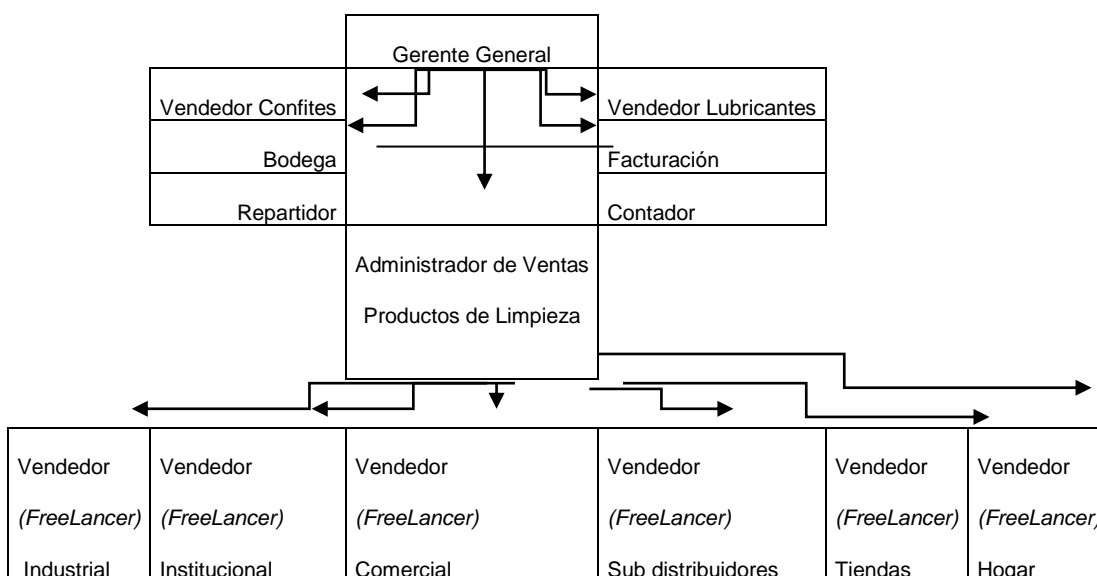 Gerente General
Vendedor Confites
Vendedor Lubricantes
Bodega
Facturación
Repartidor
Contador
Administrador de Ventas
Productos de Limpieza
Vendedor Vendedor Vendedor Vendedor Vendedor Vendedor
(FreeLancer) (FreeLancer) (FreeLancer) (FreeLancer) (FreeLancer) (FreeLancer)
Industrial Institucional Comercial Sub distribuidores Tiendas Hogar